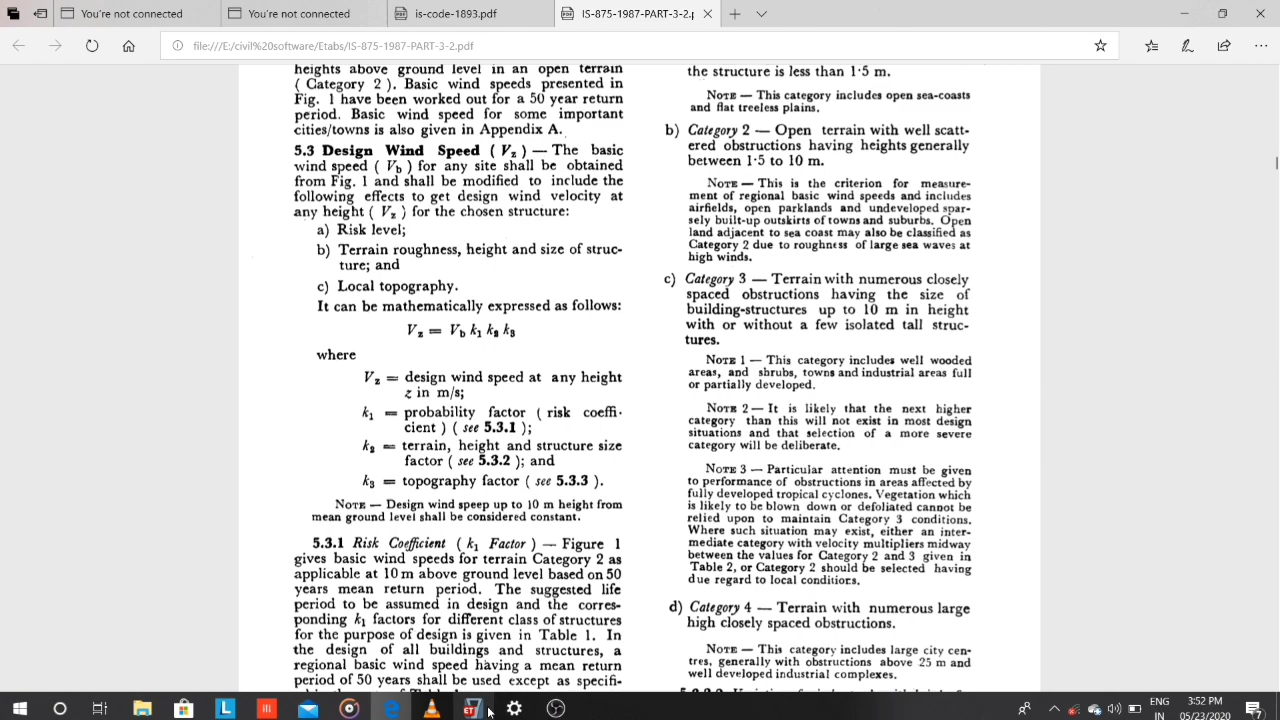 You're not connected
You're not connected
is-code-1893.pdf
IS-875-1987-PART-3-2.p
file:///E:/civil%20software/Etabs/IS-875-1987-PART-3-2.pdf
heights above ground level in an open terrain
( Category 2 ). Basic wind speeds presented in
Fig. 1 have been worked out for a 50 year return
period. Basic wind speed for some important
cities/towns is also given in Appendix A.
5.3 Design Wind Speed ( Vz ) — The basic
wind speed ( Vb ) for any site shall be obtained
from Fig. 1 and shall be modified to include the
following effects to get design wind velocity at
any height ( Vz ) for the chosen structure:
a) Risk level;
b) Terrain roughness, height and size of struc-
ture; and
c) Local topography.
It can be mathematically expressed as follows:
Vz = Vb k1 k2 k3
where
Vz = design wind speed at any height
z in m/s;
k1 = probability factor ( risk coeffi-
cient ) ( see 5.3.1 );
k2 = terrain, height and structure size
factor ( see 5.3.2 ); and
k3 = topography factor ( see 5.3.3 ).
NOTE — Design wind speep up to 10 m height from
mean ground level shall be considered constant.
5.3.1 Risk Coefficient ( k1 Factor ) — Figure 1
gives basic wind speeds for terrain Category 2 as
applicable at 10 m above ground level based on 50
years mean return period. The suggested life
period to be assumed in design and the corres-
ponding k1 factors for different class of structures
for the purpose of design is given in Table 1. In
the design of all buildings and structures, a
regional basic wind speed having a mean return
period of 50 years shall be used except as specifi-
the structure is less than 1·5 m.
NOTE — This category includes open sea-coasts
and flat treeless plains.
b) Category 2 — Open terrain with well scatt-
ered obstructions having heights generally
between 1·5 to 10 m.
NOTE — This is the criterion for measure-
ment of regional basic wind speeds and includes
airfields, open parklands and undeveloped spar-
sely built-up outskirts of towns and suburbs. Open
land adjacent to sea coast may also be classified as
Category 2 due to roughness of large sea waves at
high winds.
c) Category 3 — Terrain with numerous closely
spaced obstructions having the size of
building-structures up to 10 m in height
with or without a few isolated tall struc-
tures.
NOTE 1 — This category includes well wooded
areas, and shrubs, towns and industrial areas full
or partially developed.
NOTE 2 — It is likely that the next higher
category than this will not exist in most design
situations and that selection of a more severe
category will be deliberate.
NOTE 3 — Particular attention must be given
to performance of obstructions in areas affected by
fully developed tropical cyclones. Vegetation which
is likely to be blown down or defoliated cannot be
relied upon to maintain Category 3 conditions.
Where such situation may exist, either an inter-
mediate category with velocity multipliers midway
between the values for Category 2 and 3 given in
Table 2, or Category 2 should be selected having
due regard to local conditions.
d) Category 4 — Terrain with numerous large
high closely spaced obstructions.
NOTE — This category includes large city cen-
tres, generally with obstructions above 25 m and
well developed industrial complexes.
ENG
IN
3:52 PM
05/23/2020
7